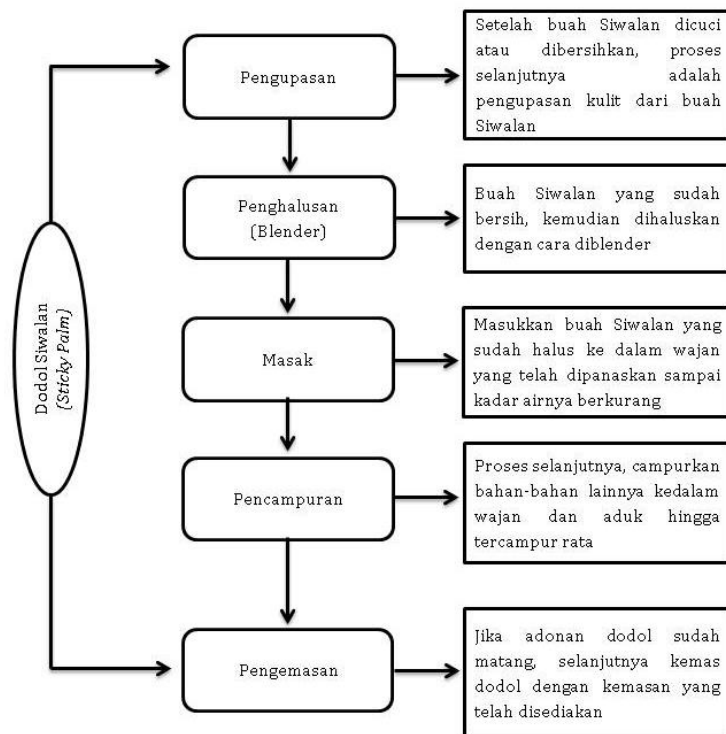 Dodol Siwalan
(Sticky Palm)
Pengupasan
Setelah buah Siwalan dicuci
atau dibersihkan, proses
selanjutnya adalah
pengupasan kulit dari buah
Siwalan
Penghalusan
(Blender)
Buah Siwalan yang sudah
bersih, kemudian dihaluskan
dengan cara diblender
Masak
Masukkan buah Siwalan yang
sudah halus ke dalam wajan
yang telah dipanaskan sampai
kadar airnya berkurang
Pencampuran
Proses selanjutnya, campurkan
bahan-bahan lainnya kedalam
wajan dan aduk hingga
tercampur rata
Pengemasan
Jika adonan dodol sudah
matang, selanjutnya kemas
dodol dengan kemasan yang
telah disediakan